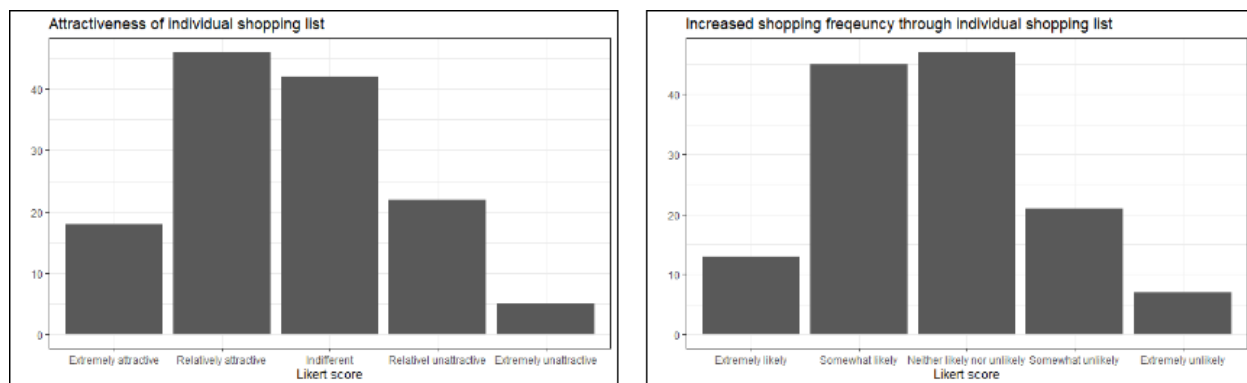 Attractiveness of individual shopping list
40
30
20
10
0
Extremely attractive Relatively attractive Indifferent Relativel unattractive Extremely unattractive
Likert score
Increased shopping freqeuncy through individual shopping list
40
30
20
10
0
Extremely likely Somewhat likely Neither likely nor unlikely Somewhat unlikely Extremely unlikely
Likert score